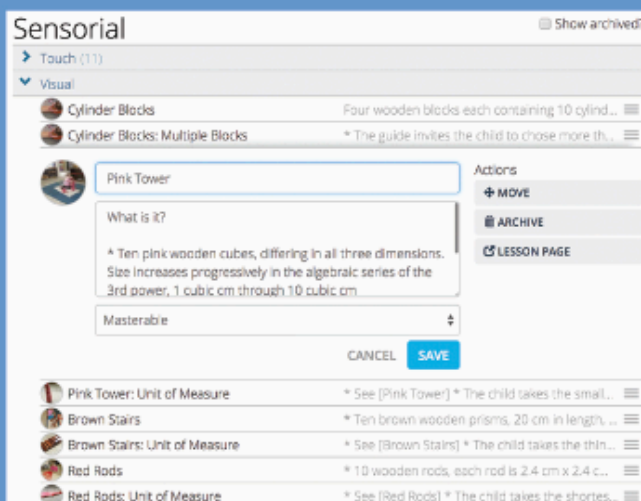 Sensorial
Show archived?
Touch (11)
Visual
Cylinder Blocks Four wooden blocks each containing 10 cylind...
Cylinder Blocks: Multiple Blocks * The guide invites the child to chose more th...
Pink Tower
Actions
MOVE
ARCHIVE
LESSON PAGE
What is it?
* Ten pink wooden cubes, differing in all three dimensions.
Size increases progressively in the algebraic series of the
3rd power, 1 cubic cm through 10 cubic cm
Masterable
CANCEL SAVE
Pink Tower: Unit of Measure * See [Pink Tower] * The child takes the small...
Brown Stairs * Ten brown wooden prisms, 20 cm in length, ...
Brown Stairs: Unit of Measure * See [Brown Stairs] * The child takes the thin...
Red Rods * 10 wooden rods, each rod is 2.4 cm x 2.4 c...
Red Rods: Unit of Measure * See [Red Rods] * The child takes the shortes...